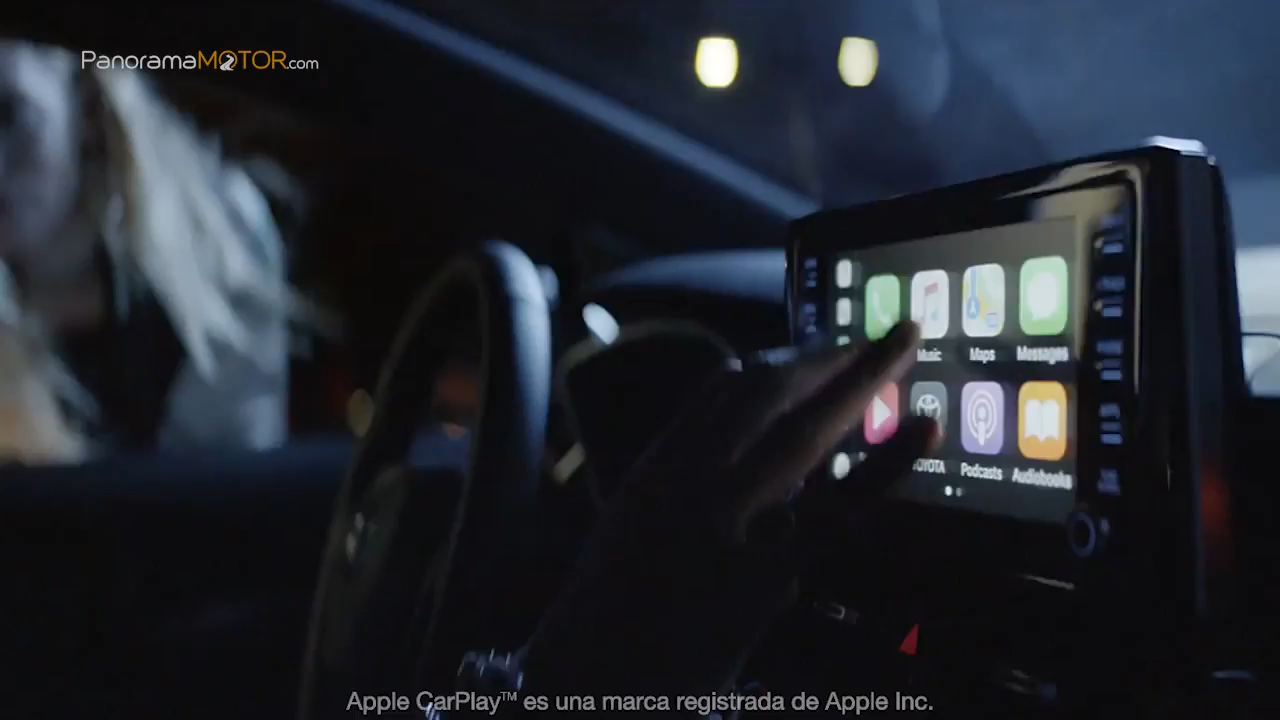 PanoramaMOTOR.com
Music Maps Messages
TOYOTA Podcasts Audiobooks
Apple CarPlay™ es una marca registrada de Apple Inc.